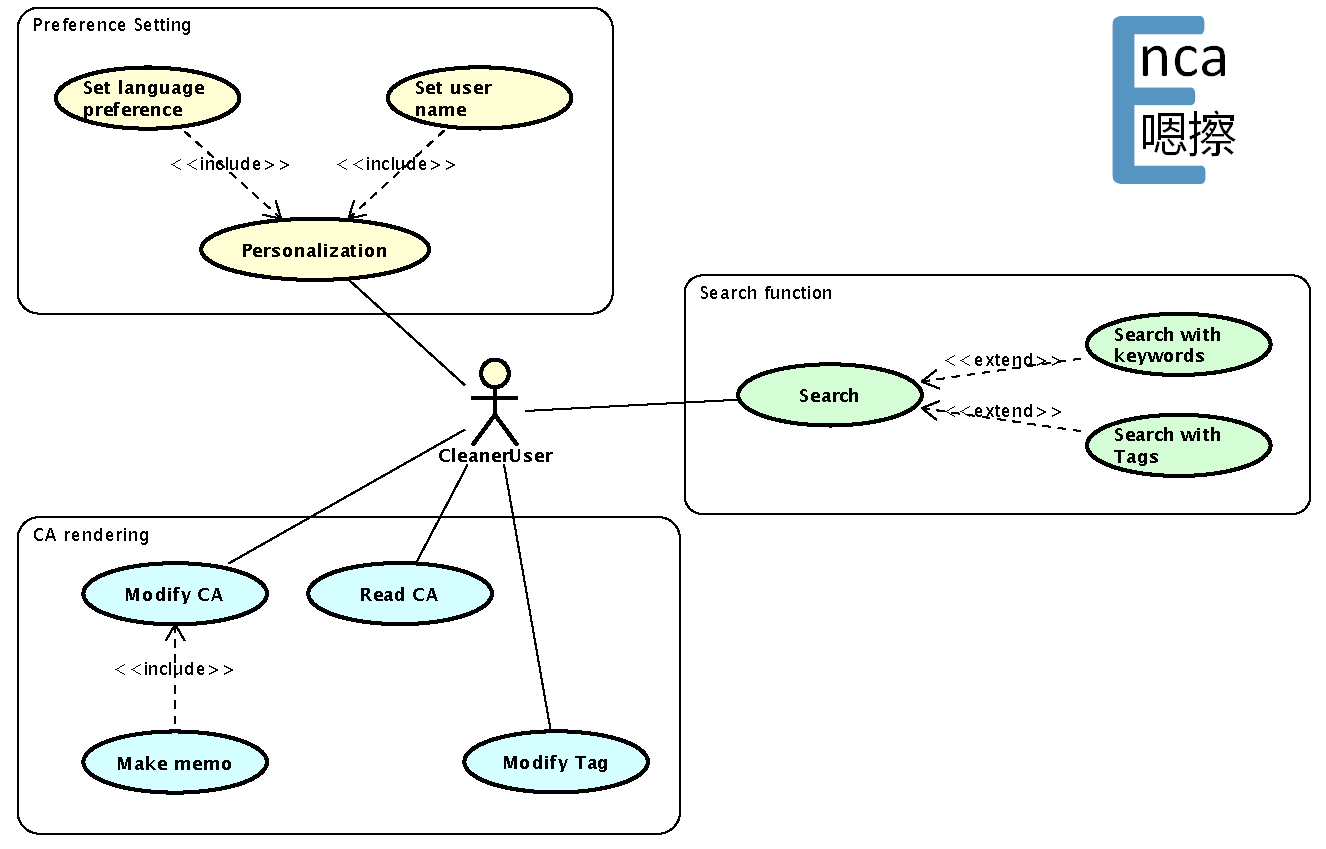 Preference Setting
Set language
preference
Set user
name
<<include>>
<<include>>
Personalization
nca
嗯擦
Search function
Search with
keywords
<<extend>>
Search
<<extend>>
Search with
Tags
CleanerUser
CA rendering
Modify CA
Read CA
<<include>>
Make memo
Modify Tag